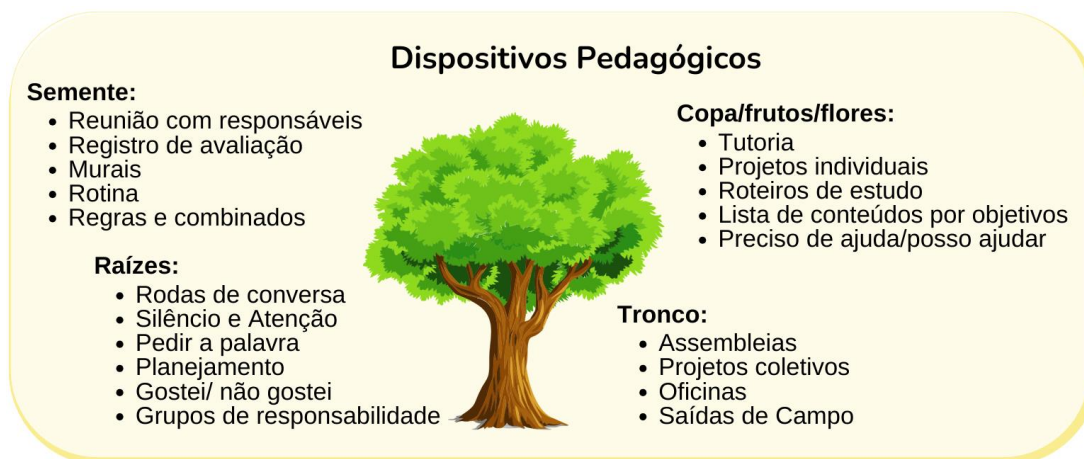 Dispositivos Pedagógicos
Semente:
• Reunião com responsáveis
• Registro de avaliação
• Murais
• Rotina
• Regras e combinados
Raízes:
• Rodas de conversa
• Silêncio e Atenção
• Pedir a palavra
• Planejamento
• Gostei/ não gostei
• Grupos de responsabilidade
Copa/frutos/flores:
• Tutoria
• Projetos individuais
• Roteiros de estudo
• Lista de conteúdos por objetivos
• Preciso de ajuda/posso ajudar
Tronco:
• Assembleias
• Projetos coletivos
• Oficinas
• Saídas de Campo